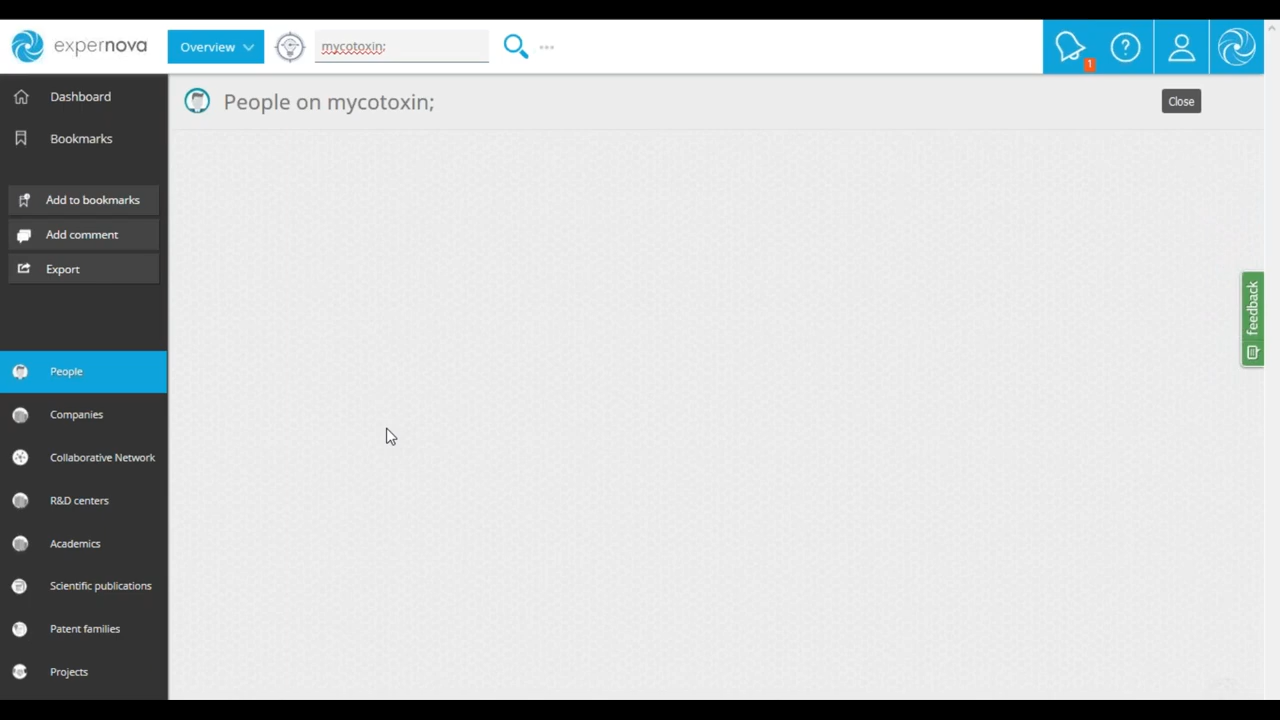 expernova
Overview
mycotoxin;
1
Dashboard
People on mycotoxin;
Close
Bookmarks
Add to bookmarks
Add comment
Export
feedback
People
Companies
Collaborative Network
R&D centers
Academics
Scientific publications
Patent families
Projects